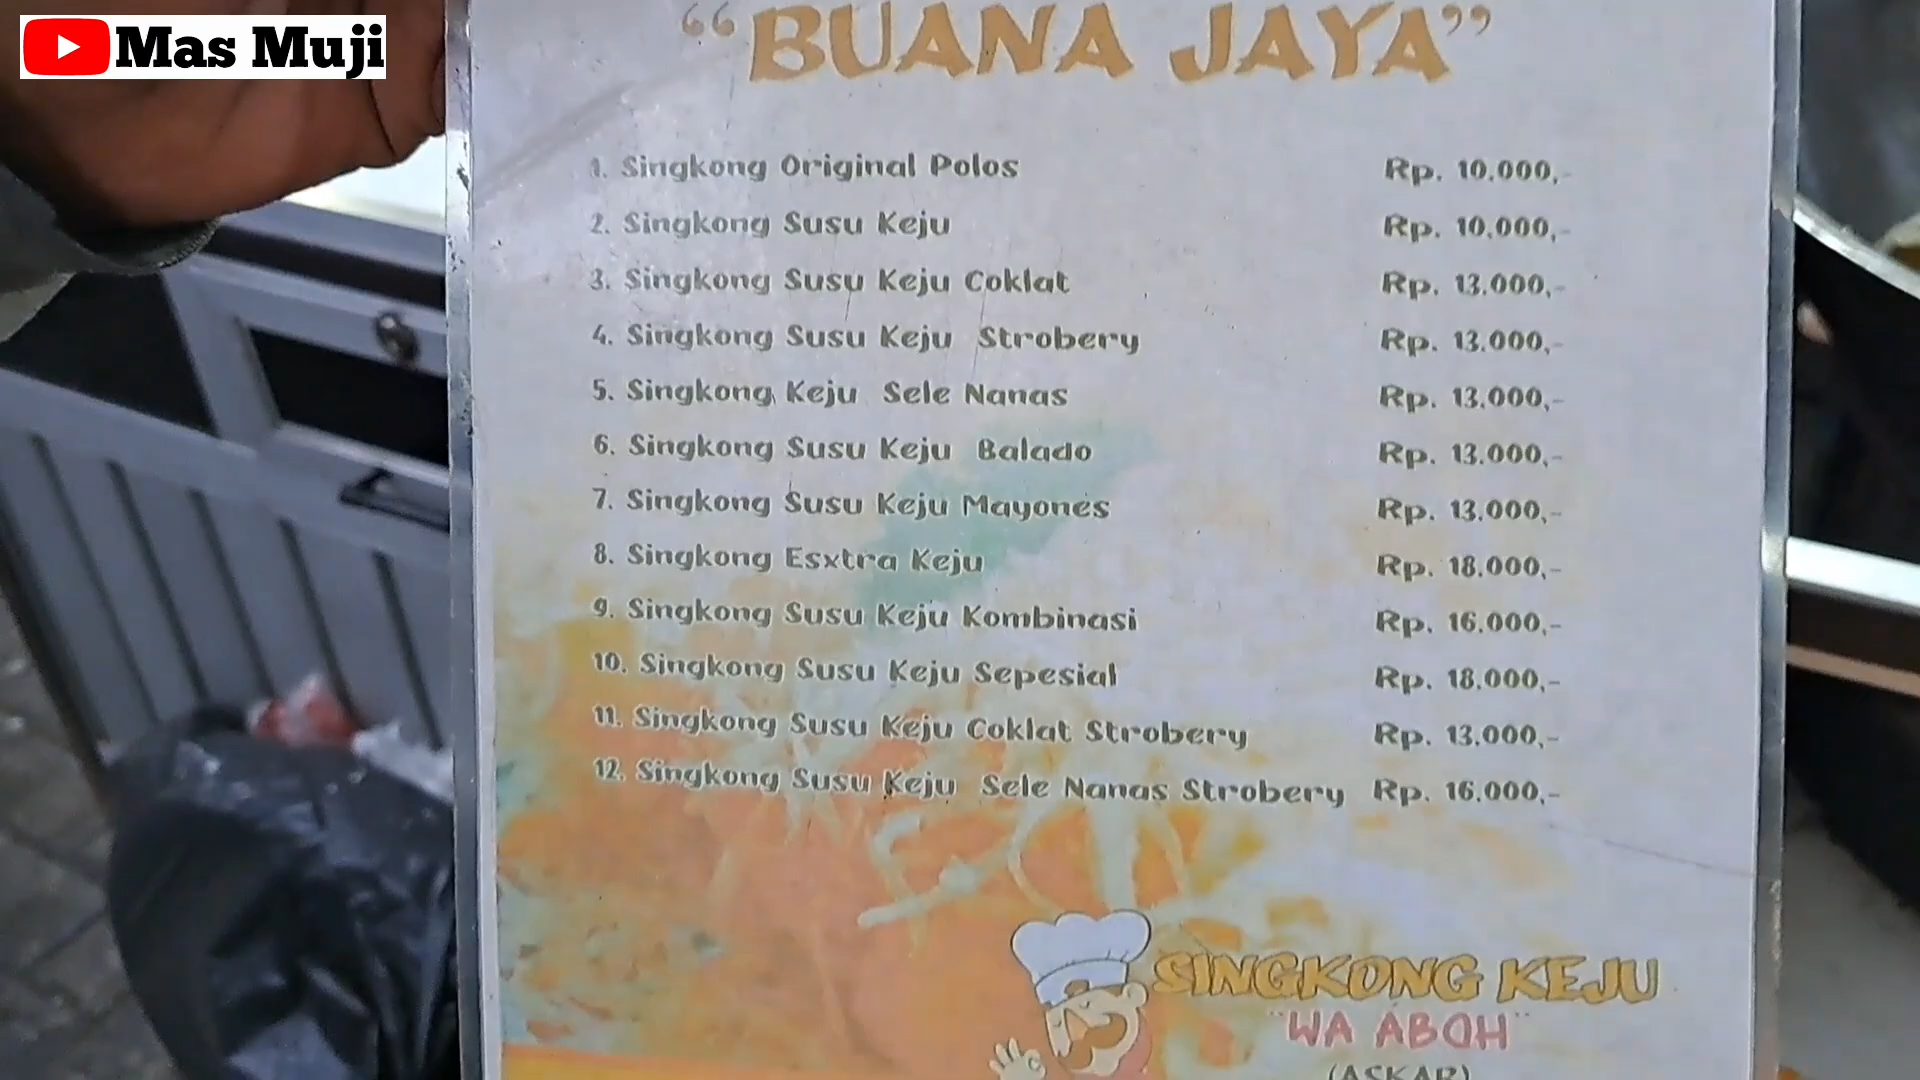 Mas Muji
“BUANA JAYA”
1. Singkong Original Polos Rp. 10.000,-
2. Singkong Susu Keju Rp. 10.000,-
3. Singkong Susu Keju Coklat Rp. 13.000,-
4. Singkong Susu Keju Strobery Rp. 13.000,-
5. Singkong Keju Sele Nanas Rp. 13.000,-
6. Singkong Susu Keju Balado Rp. 13.000,-
7. Singkong Susu Keju Mayones Rp. 13.000,-
8. Singkong Esxtra Keju Rp. 18.000,-
9. Singkong Susu Keju Kombinasi Rp. 16.000,-
10. Singkong Susu Keju Sepesial Rp. 18.000,-
11. Singkong Susu Keju Coklat Strobery Rp. 13.000,-
12. Singkong Susu Keju Sele Nanas Strobery Rp. 16.000,-
SINGKONG KEJU
"WA ABOH"
(ASKAR)